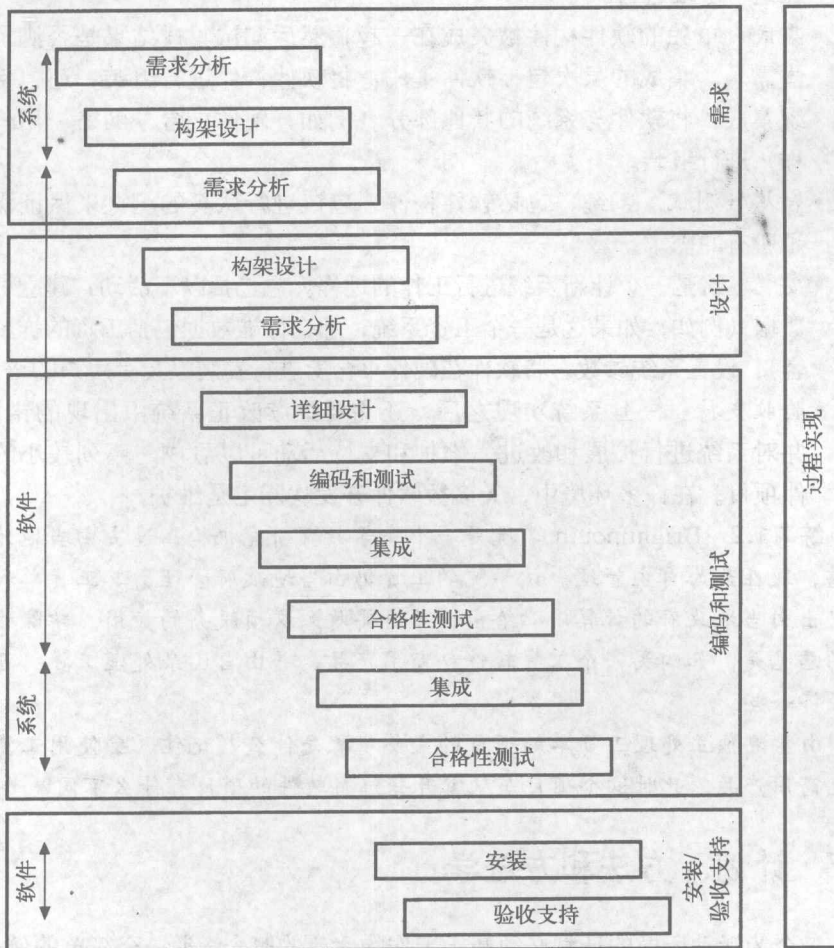 系统
需求分析
构架设计
需求分析
需求
构架设计
需求分析
设计
软件
详细设计
编码和测试
集成
合格性测试
编码和测试
系统
集成
合格性测试
软件
安装
验收支持
安装/
验收支持
过程实现